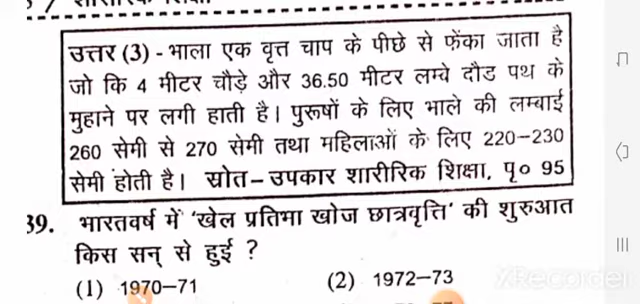 उत्तर (3) - भाला एक वृत्त चाप के पीछे से फेंका जाता है
जो कि 4 मीटर चौड़े और 36.50 मीटर लम्वे दौड पथ के
मुहाने पर लगी हाती है। पुरूषों के लिए भाले की लम्बाई
260 सेमी से 270 सेमी तथा महिलाओं के लिए 220-230
सेमी होती है। स्रोत-उपकार शारीरिक शिक्षा, पृ० 95
39. भारतवर्ष में 'खेल प्रतिभा खोज छात्रवृत्ति' की शुरुआत
किस सन् से हुई ?
(1) 1970-71 (2) 1972-73
XRecorder